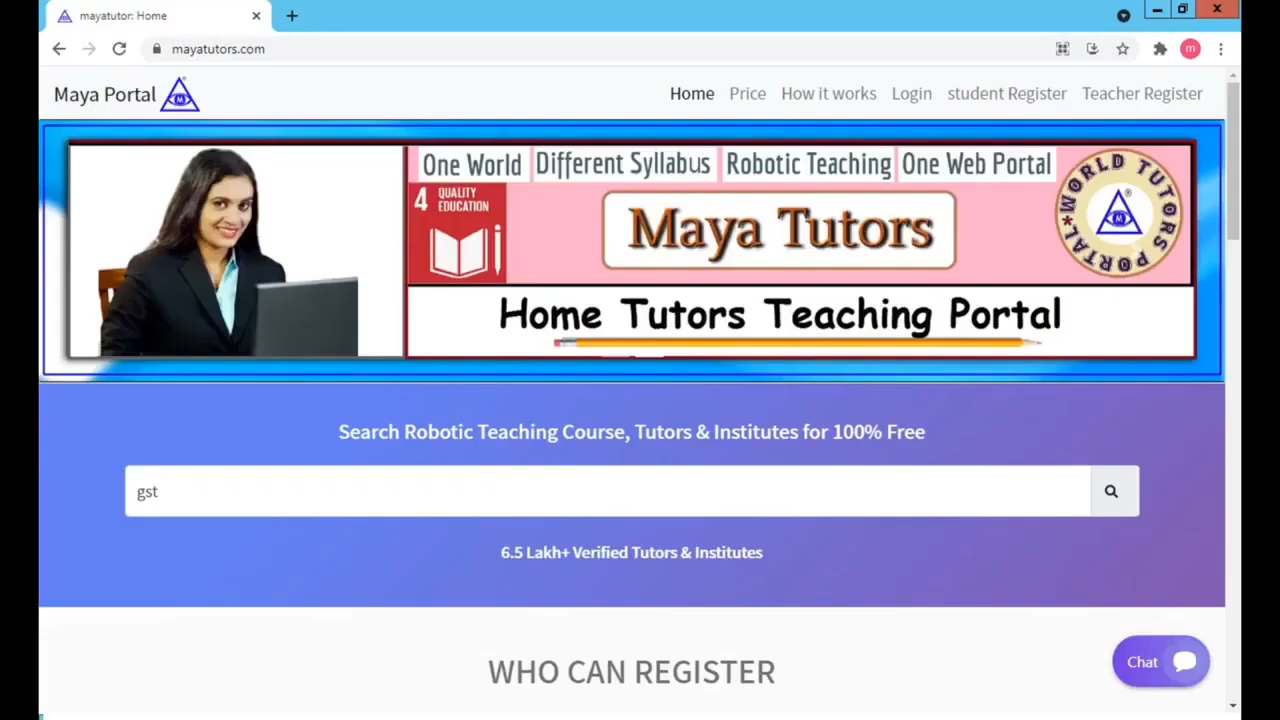 mayatutor: Home
mayatutors.com
m
Maya Portal
Home Price How it works Login student Register Teacher Register
One World Different Syllabus Robotic Teaching One Web Portal
4 QUALITY EDUCATION
Maya Tutors
WORLD TUTORS PORTAL
M
Home Tutors Teaching Portal
Search Robotic Teaching Course, Tutors & Institutes for 100% Free
gst
6.5 Lakh+ Verified Tutors & Institutes
WHO CAN REGISTER
Chat